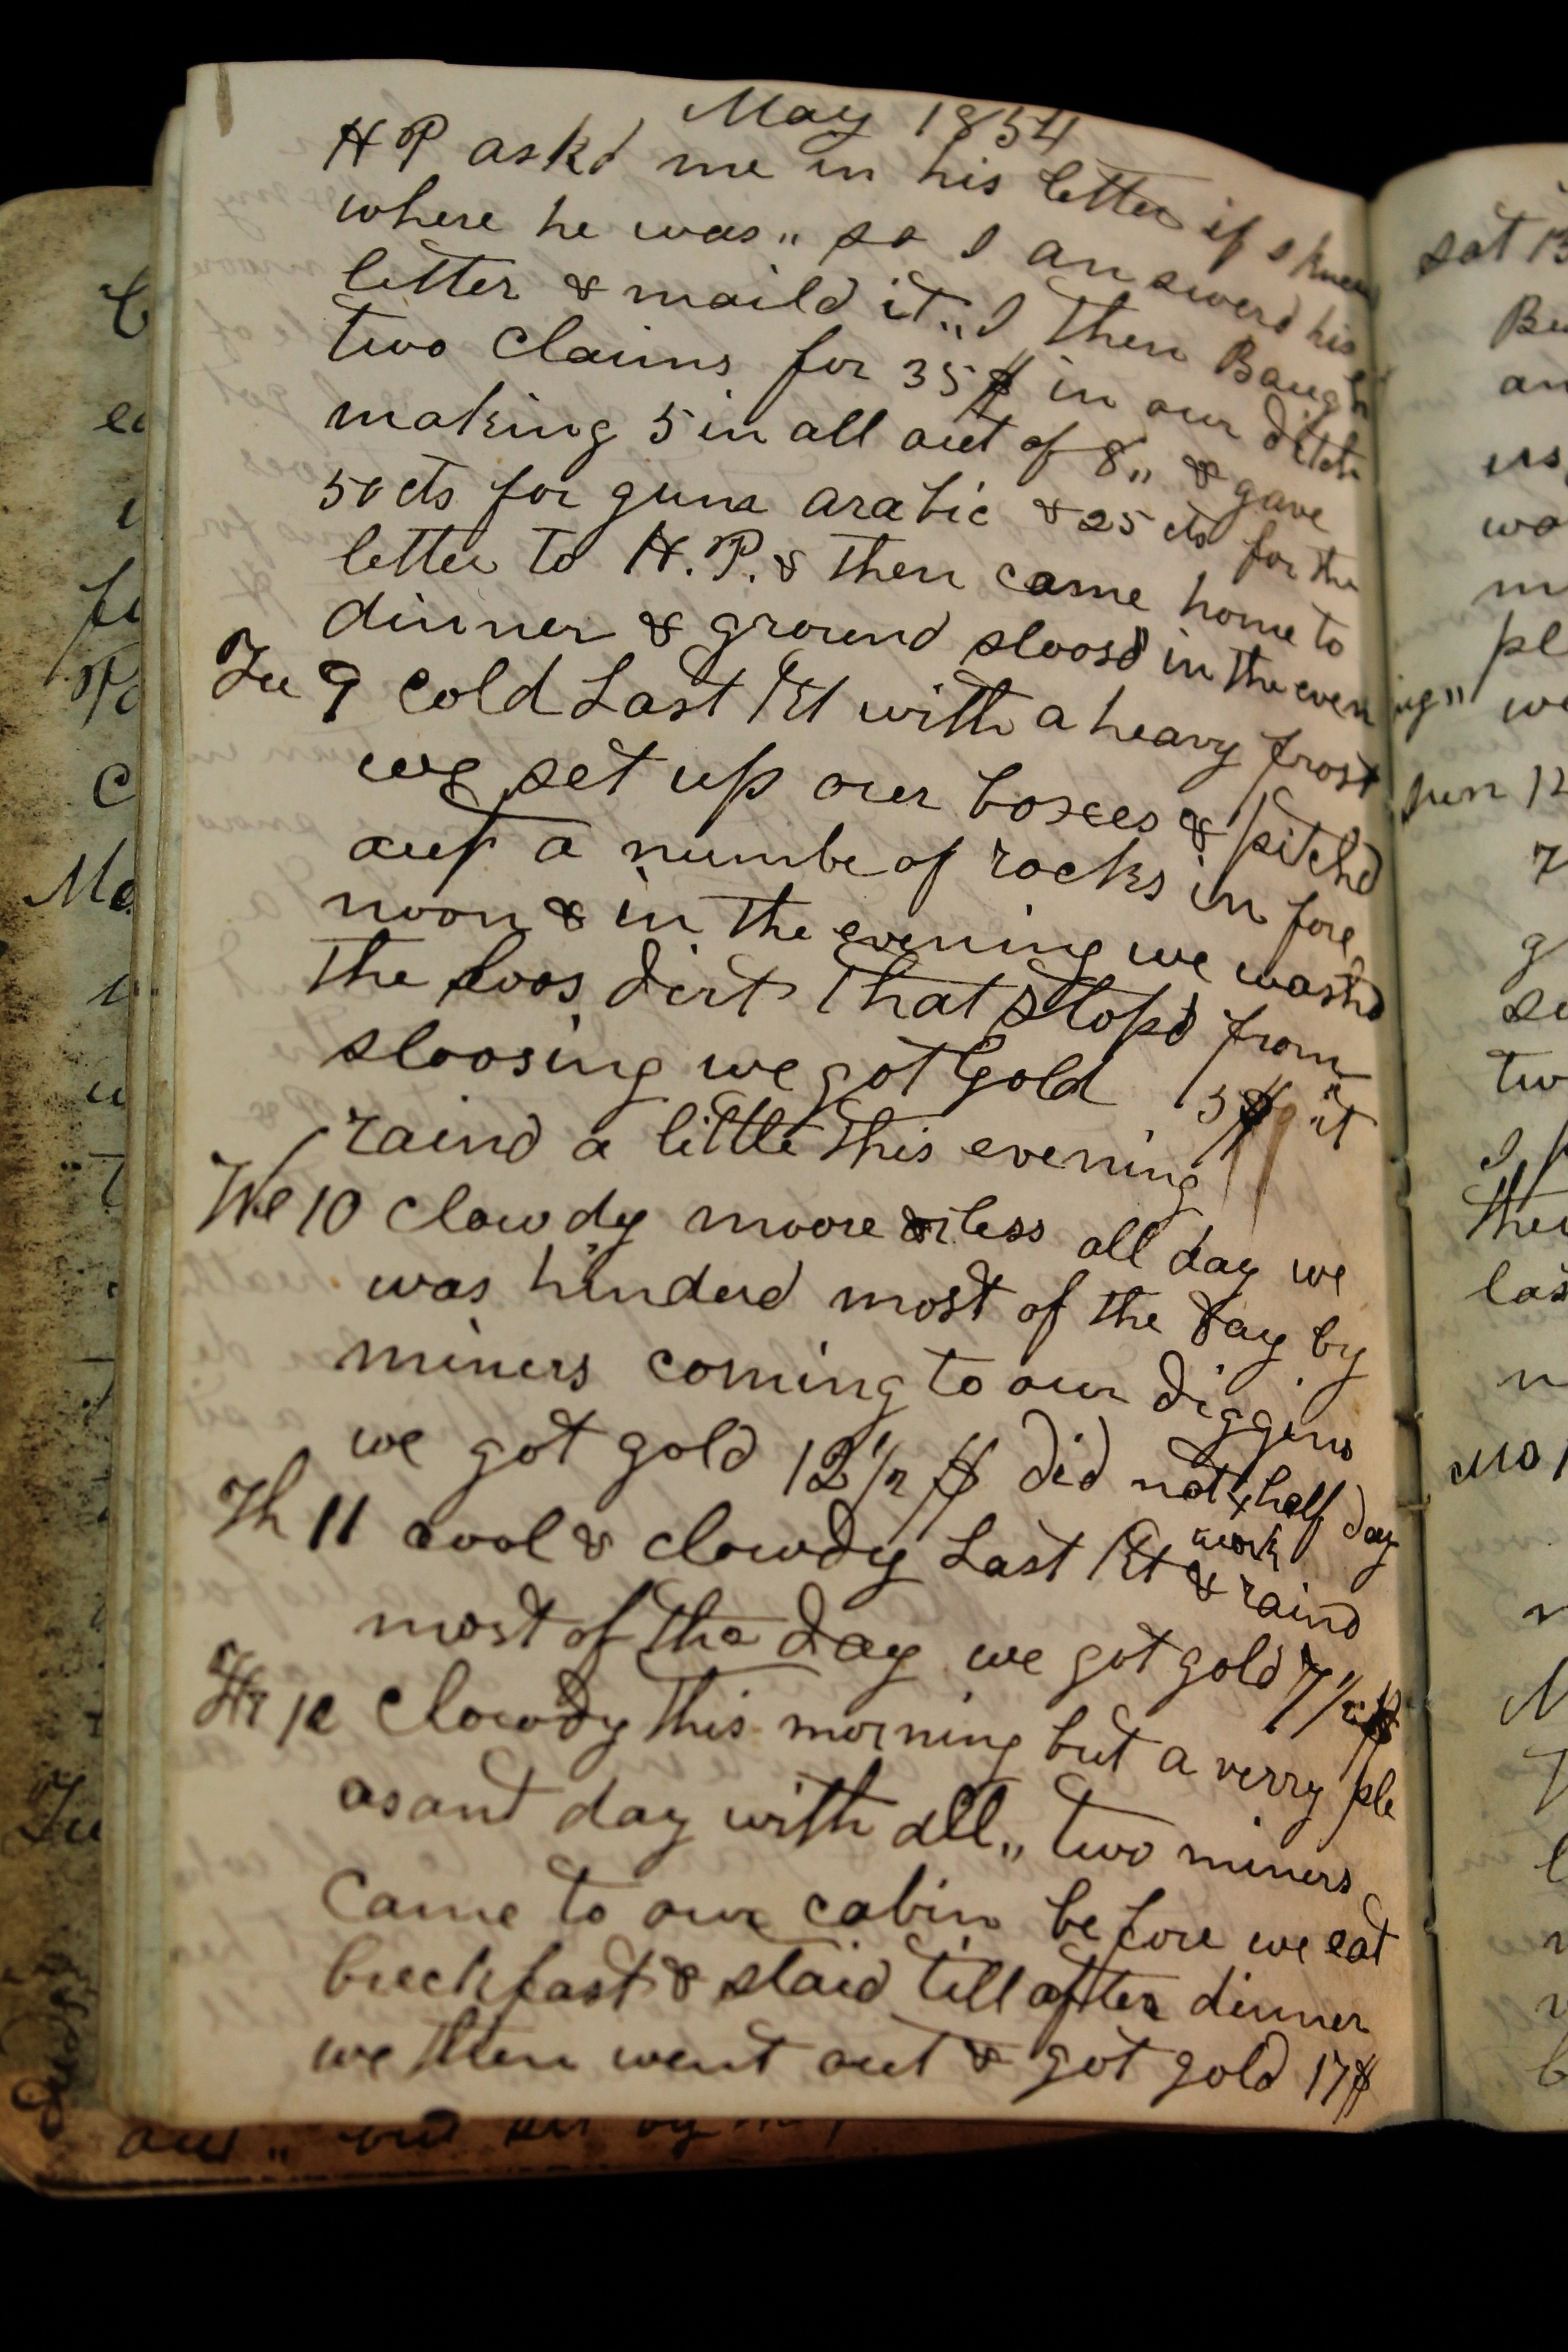 May 1854
H P askd me in his letter if I knew
where he was,, so I answerd his
letter & maild it,, I then Baught
two Claims for 35 $ in our ditch
making 5 in all out of 8,, & gave
50 cts for gum arabic & 25 cts for the
letter to H.P. & then came home to
dinner & ground sloosd in the evening,,
Tu 9 cold Last Nt with a heavy frost
we set up our boxees & pitchd
out a numbe of rocks in fore
noon & in the evening we washd
the loos dirt that stopd from
sloosing we got Gold 5 $ it
raind a little this evening
We 10 clowdy moore or less all day we
was hinderd most of the day by
miners coming to our diggins
we got gold 12 1/2 $ did not half day
work
Th 11 cool & clowdy Last Nt & raind
most of the day we got gold 7 1/2 $
Fr 12 Clowdy this morning but a verry ple
asant day with all,, two miners
Came to our cabin before we eat
breckfast & staid till after dinner
we then went out & got gold 17 $
sat 13
Be
an
us
wo
m
pl
we
Sun 1
g
se
tw
I
the
las
n
Mo